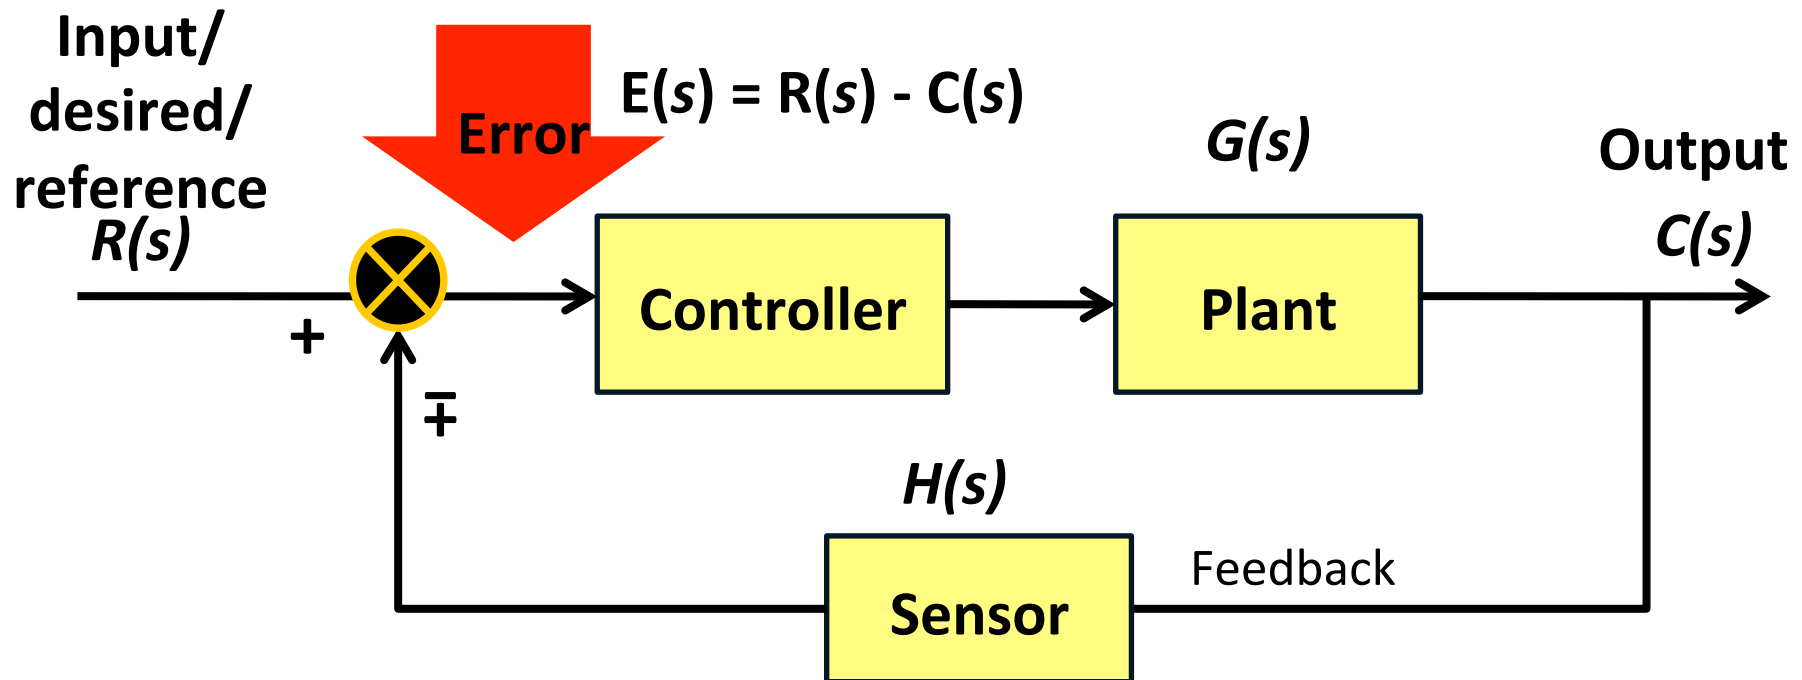 Input/
desired/
reference
R(s)
Error
E(s) = R(s) - C(s)
G(s)
Output
C(s)
+
∓
Controller
Plant
H(s)
Feedback
Sensor